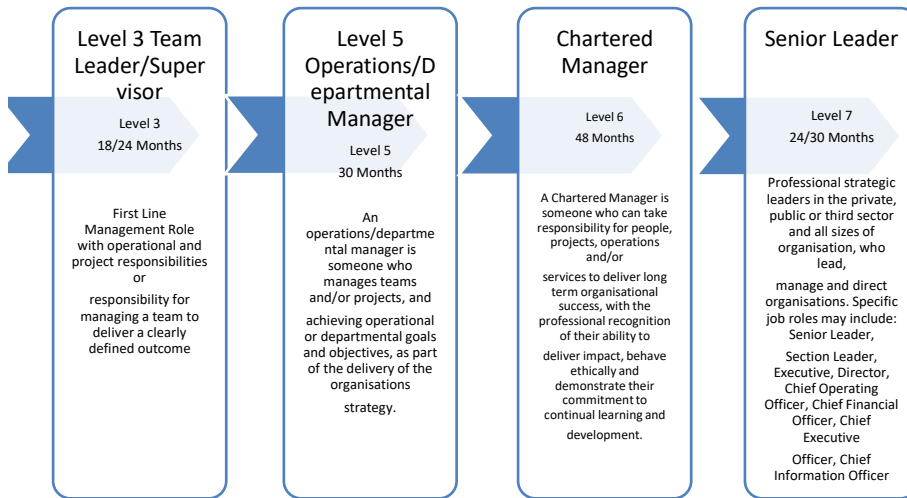 Level 3 Team
Leader/Super
visor
Level 3
18/24 Months
First Line
Management Role
with operational and
project responsibilities
or
responsibility for
managing a team to
deliver a clearly
defined outcome
Level 5
Operations/D
epartmental
Manager
Level 5
30 Months
An
operations/departme
ntal manager is
someone who
manages teams
and/or projects, and
achieving operational
or departmental goals
and objectives, as part
of the delivery of the
organisations
strategy.
Chartered
Manager
Level 6
48 Months
A Chartered Manager is
someone who can take
responsibility for people,
projects, operations
and/or
services to deliver long
term organisational
success, with the
professional recognition
of their ability to
deliver impact, behave
ethically and
demonstrate their
commitment to
continual learning and
development.
Senior Leader
Level 7
24/30 Months
Professional strategic
leaders in the private,
public or third sector
and all sizes of
organisation, who
lead,
manage and direct
organisations. Specific
job roles may include:
Senior Leader,
Section Leader,
Executive, Director,
Chief Operating
Officer, Chief Financial
Officer, Chief
Executive
Officer, Chief
Information Officer